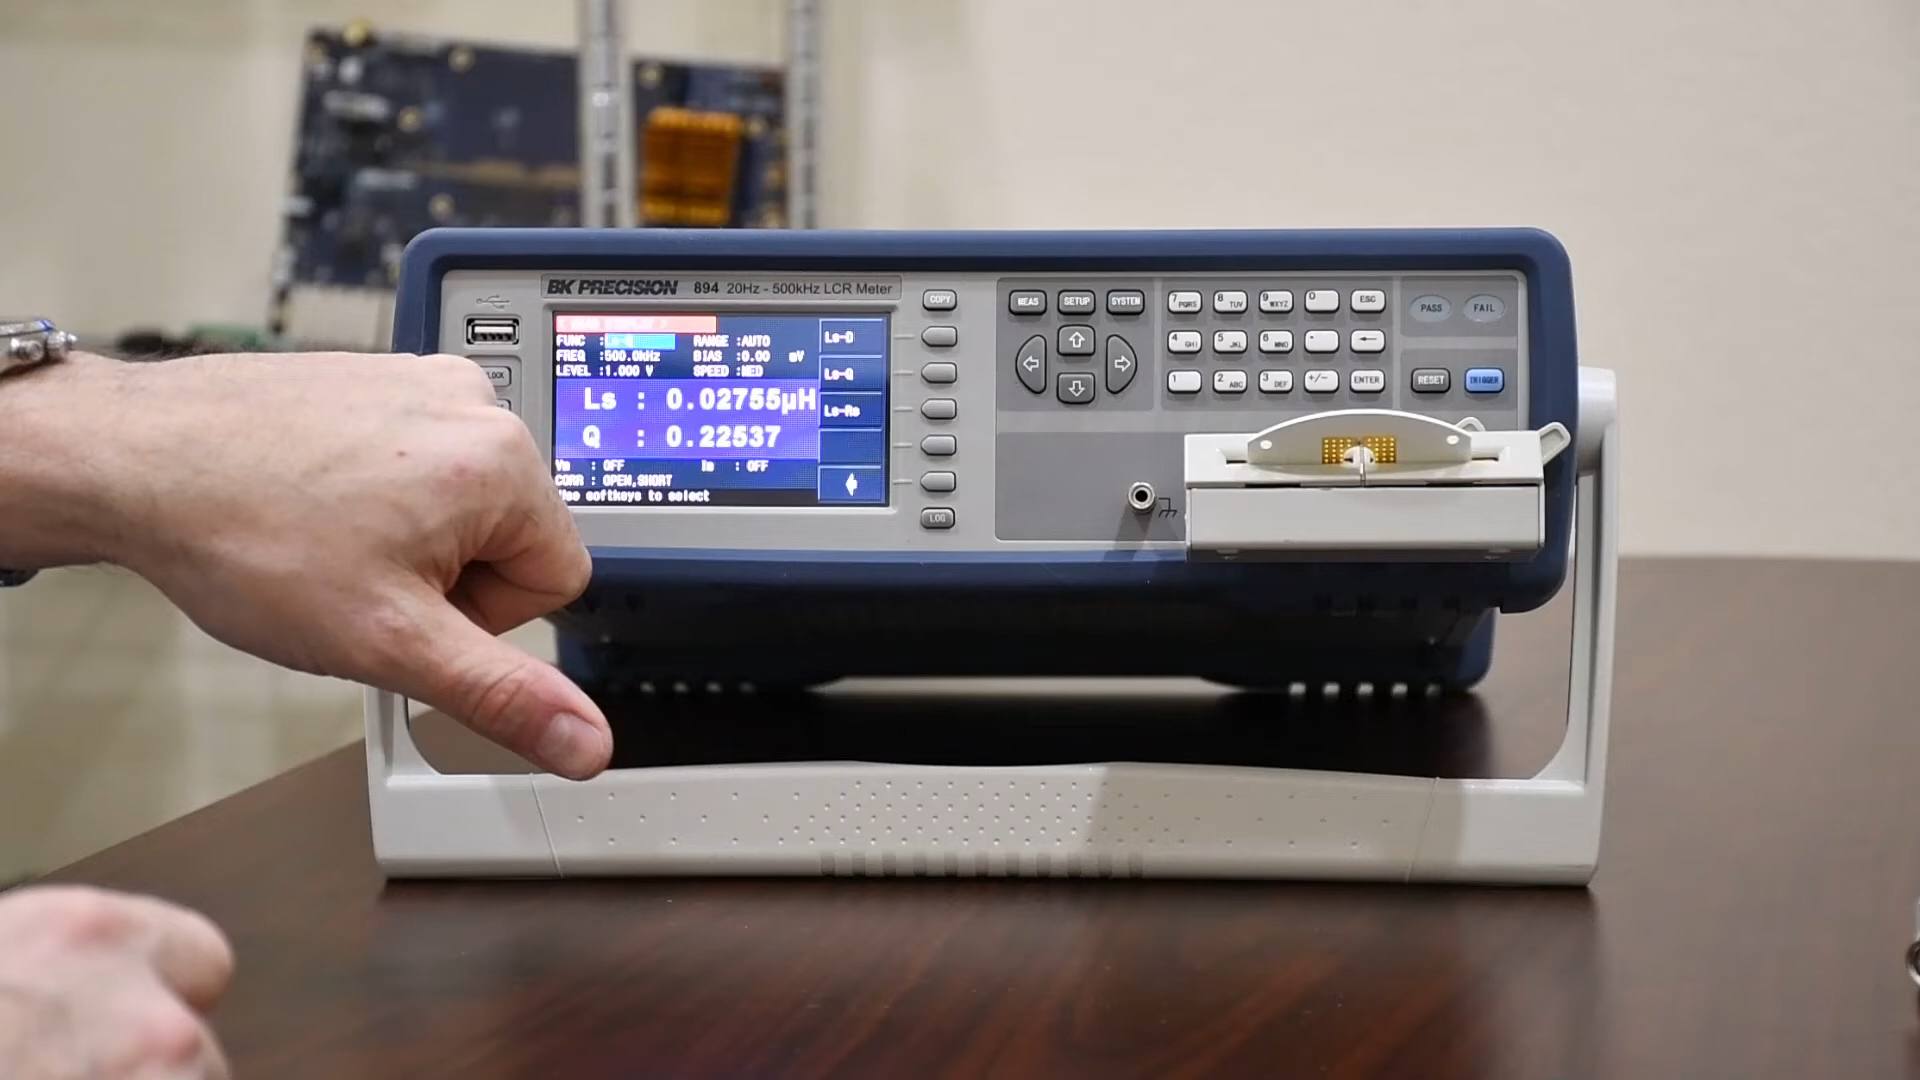 BK PRECISION 894 20Hz - 500kHz LCR Meter
FUNC :Ls-Q RANGE :AUTO
FREQ :500.0kHz BIAS :0.00 mV
LEVEL :1.000 V SPEED :MED
Ls : 0.02755µH
Q : 0.22537
Vm : OFF Im : OFF
CORR : OPEN,SHORT
Use softkeys to select
Ls-D
Ls-Q
Ls-Rs
LOCK
COPY
LOG
MEAS SETUP SYSTEM
7 PQRS 8 TUV 9 WXYZ 0 ESC
4 GHI 5 JKL 6 MNO .
1 2 ABC 3 DEF +/- ENTER
PASS FAIL
RESET TRIGGER